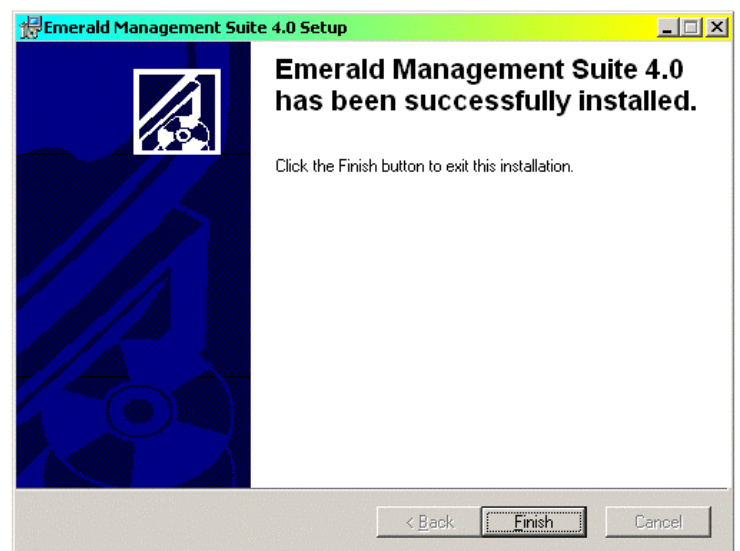 Emerald Management Suite 4.0 Setup
Emerald Management Suite 4.0
has been successfully installed.
Click the Finish button to exit this installation.
< Back
Finish
Cancel